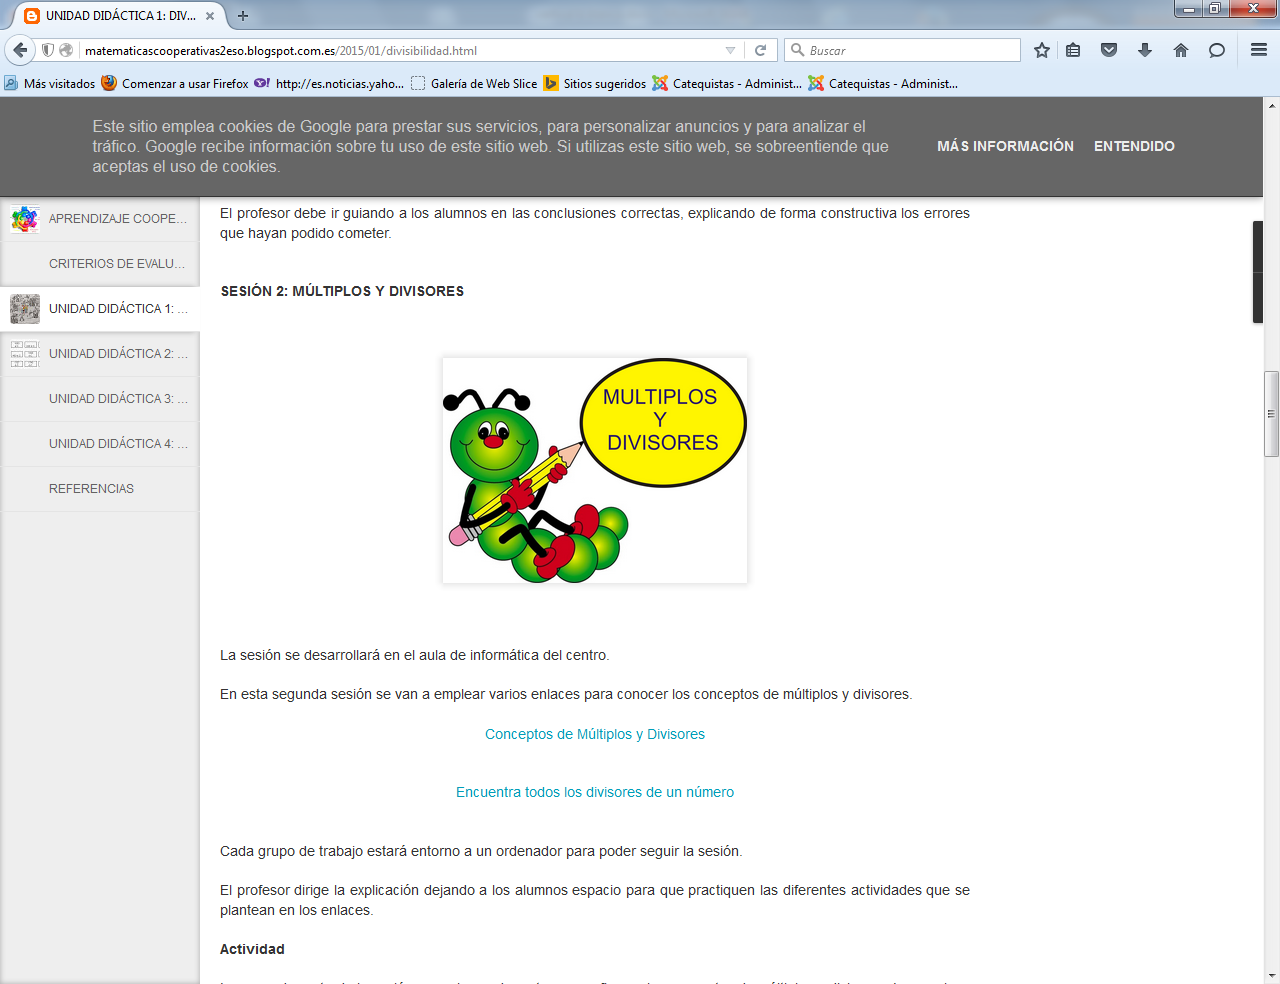 UNIDAD DIDÁCTICA 1: DIV...
matematicascooperativas2eso.blogspot.com.es/2015/01/divisibilidad.html
Buscar
Más visitados
Comenzar a usar Firefox
http://es.noticias.yaho...
Galería de Web Slice
Sitios sugeridos
Catequistas - Administ...
Catequistas - Administ...
Este sitio emplea cookies de Google para prestar sus servicios, para personalizar anuncios y para analizar el
tráfico. Google recibe información sobre tu uso de este sitio web. Si utilizas este sitio web, se sobreentiende que
aceptas el uso de cookies.
MÁS INFORMACIÓN
ENTENDIDO
APRENDIZAJE COOPE...
CRITERIOS DE EVALU...
UNIDAD DIDÁCTICA 1: ...
UNIDAD DIDÁCTICA 2: ...
UNIDAD DIDÁCTICA 3: ...
UNIDAD DIDÁCTICA 4: ...
REFERENCIAS
El profesor debe ir guiando a los alumnos en las conclusiones correctas, explicando de forma constructiva los errores
que hayan podido cometer.
SESIÓN 2: MÚLTIPLOS Y DIVISORES
MULTIPLOS
Y
DIVISORES
La sesión se desarrollará en el aula de informática del centro.
En esta segunda sesión se van a emplear varios enlaces para conocer los conceptos de múltiplos y divisores.
Conceptos de Múltiplos y Divisores
Encuentra todos los divisores de un número
Cada grupo de trabajo estará entorno a un ordenador para poder seguir la sesión.
El profesor dirige la explicación dejando a los alumnos espacio para que practiquen las diferentes actividades que se
plantean en los enlaces.
Actividad